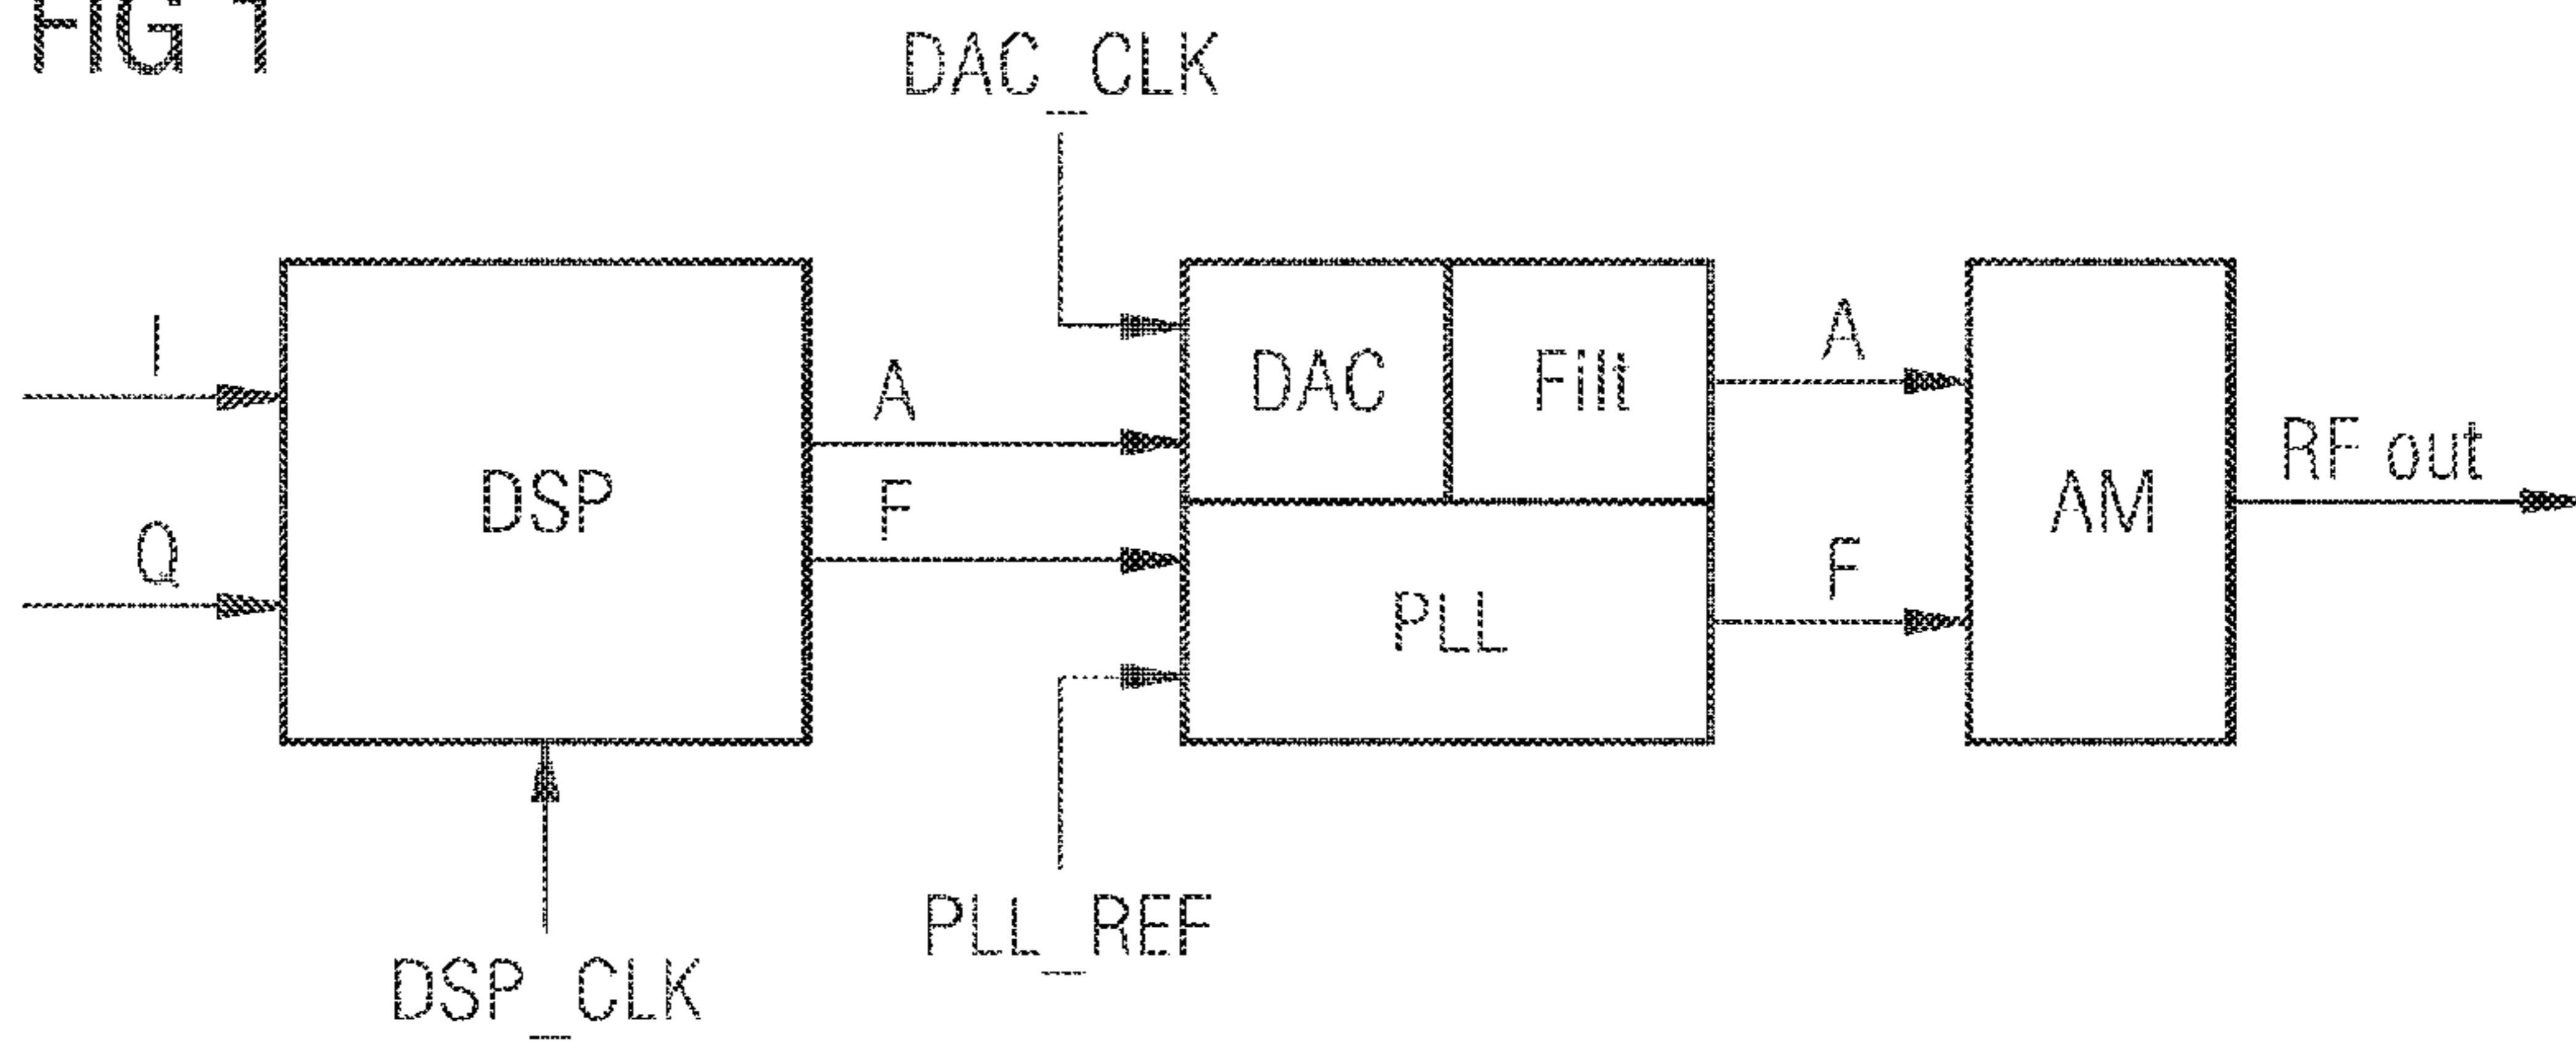 FIG 1
DAC_CLK
I
Q
DSP
A
F
DAC
Filt
PLL
A
F
AM
RF out
PLL_REF
DSP_CLK